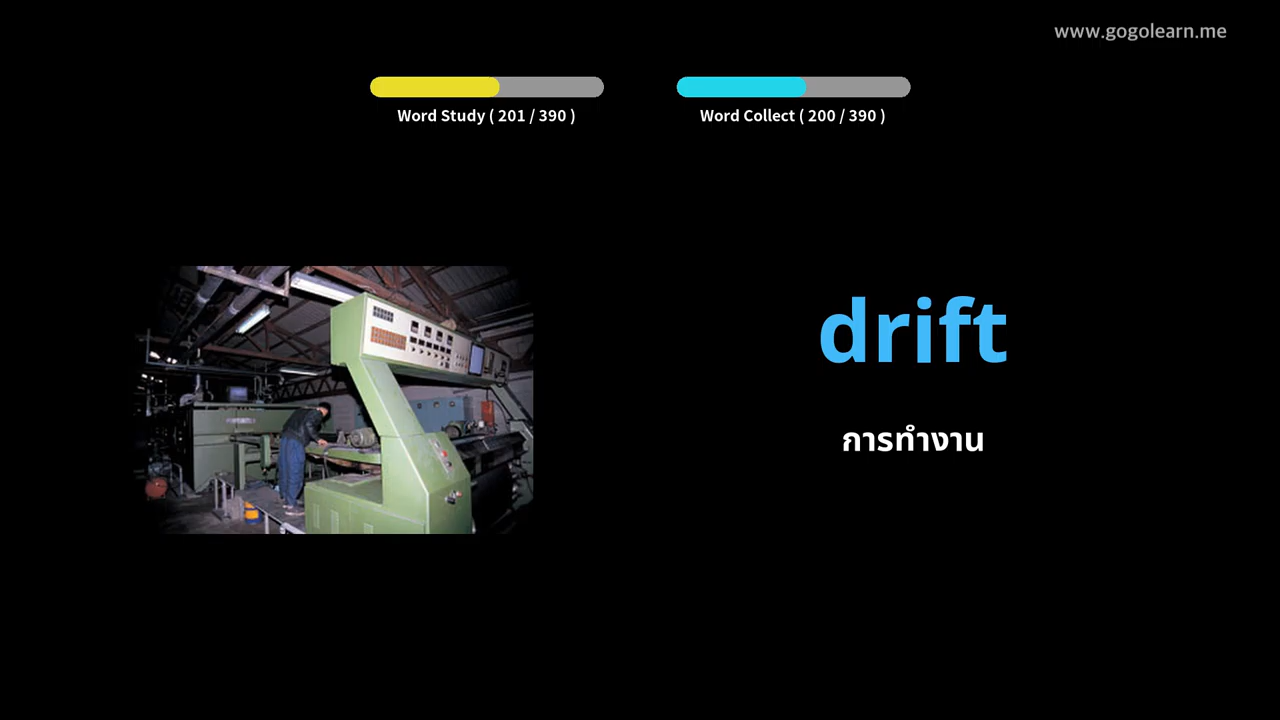 www.gogolearn.me
Word Study ( 201 / 390 )
Word Collect ( 200 / 390 )
drift
การทำงาน